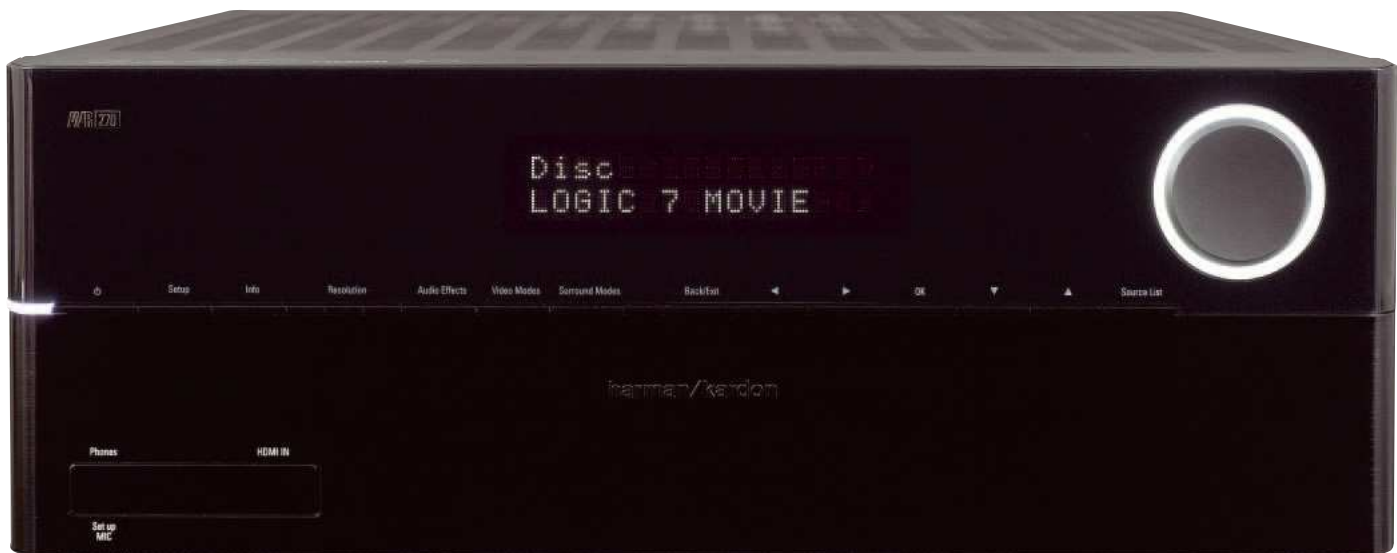 AVR 270
Disc
LOGIC 7 MOVIE
Setup Info Resolution Audio Effects Video Modes Surround Modes Back/Exit OK Source List
harman/kardon
Phones HDMI IN
Set up
MIC